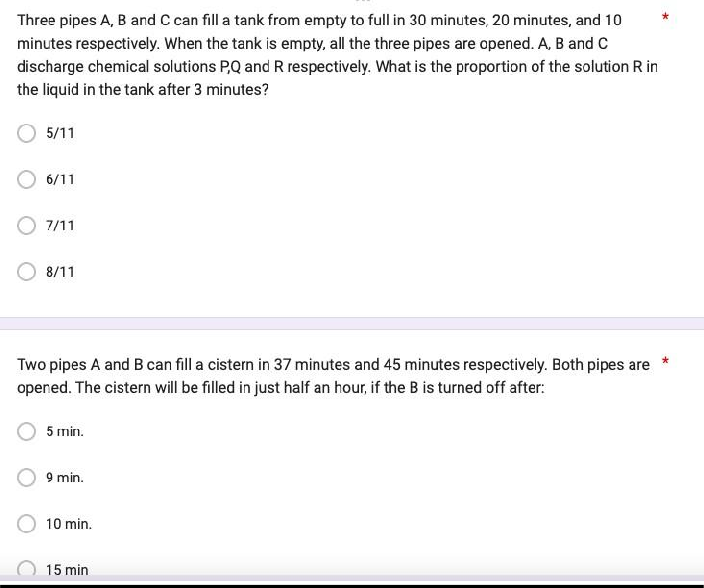 Three pipes A, B and C can fill a tank from empty to full in 30 minutes, 20 minutes, and 10 *
minutes respectively. When the tank is empty, all the three pipes are opened. A, B and C
discharge chemical solutions P,Q and R respectively. What is the proportion of the solution R in
the liquid in the tank after 3 minutes?
5/11
6/11
7/11
8/11
Two pipes A and B can fill a cistern in 37 minutes and 45 minutes respectively. Both pipes are *
opened. The cistern will be filled in just half an hour, if the B is turned off after:
5 min.
9 min.
10 min.
15 min